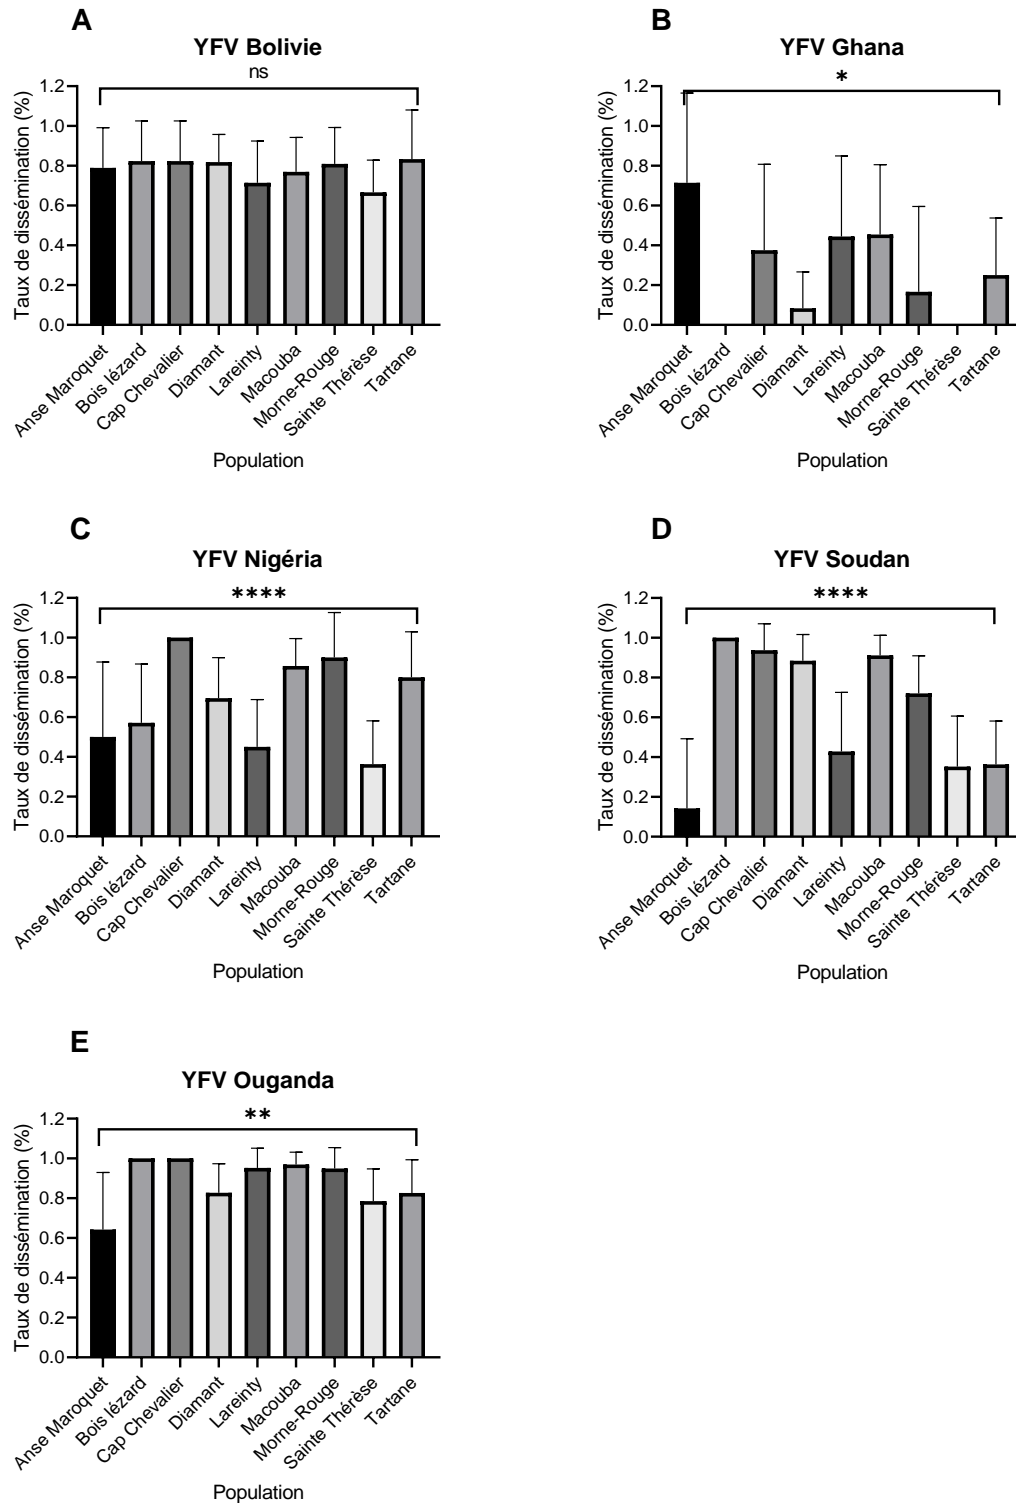 A
YFV Bolivie
ns
Taux de dissémination (%)
1.2
1.0
0.8
0.6
0.4
0.2
0.0
Anse Maroquet
Bois lézard
Cap Chevalier
Diamant
Lareinty
Macouba
Morne-Rouge
Sainte Thérèse
Tartane
Population
B
YFV Ghana
*
Taux de dissémination (%)
1.2
1.0
0.8
0.6
0.4
0.2
0.0
Anse Maroquet
Bois lézard
Cap Chevalier
Diamant
Lareinty
Macouba
Morne-Rouge
Sainte Thérèse
Tartane
Population
C
YFV Nigéria
****
Taux de dissémination (%)
1.2
1.0
0.8
0.6
0.4
0.2
0.0
Anse Maroquet
Bois lézard
Cap Chevalier
Diamant
Lareinty
Macouba
Morne-Rouge
Sainte Thérèse
Tartane
Population
D
YFV Soudan
****
Taux de dissémination (%)
1.2
1.0
0.8
0.6
0.4
0.2
0.0
Anse Maroquet
Bois lézard
Cap Chevalier
Diamant
Lareinty
Macouba
Morne-Rouge
Sainte Thérèse
Tartane
Population
E
YFV Ouganda
**
Taux de dissémination (%)
1.2
1.0
0.8
0.6
0.4
0.2
0.0
Anse Maroquet
Bois lézard
Cap Chevalier
Diamant
Lareinty
Macouba
Morne-Rouge
Sainte Thérèse
Tartane
Population